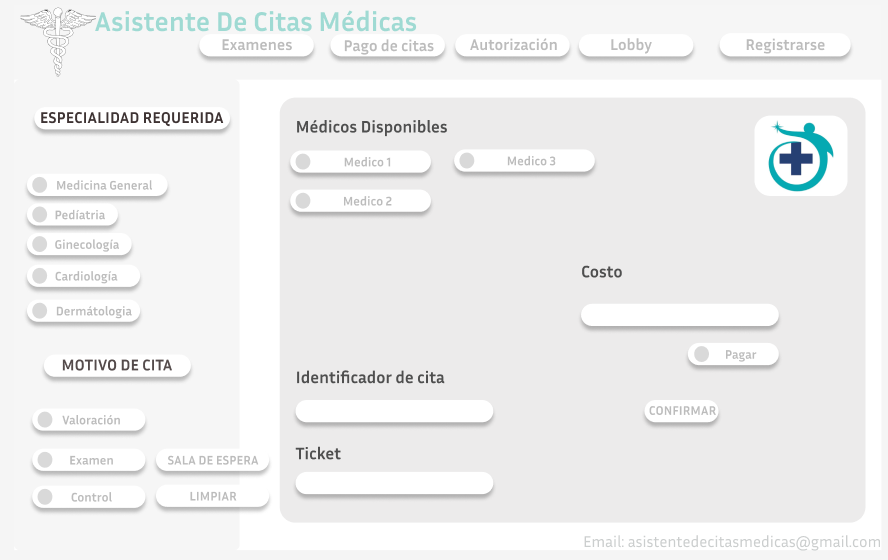 Asistente De Citas Médicas
Examenes
Pago de citas
Autorización
Lobby
Registrarse
ESPECIALIDAD REQUERIDA
Medicina General
Pedíatria
Ginecología
Cardiología
Dermátologia
MOTIVO DE CITA
Valoración
Examen
SALA DE ESPERA
Control
LIMPIAR
Médicos Disponibles
Medico 1
Medico 3
Medico 2
Costo
Pagar
Identificador de cita
CONFIRMAR
Ticket
Email: asistentedecitasmedicas@gmail.com